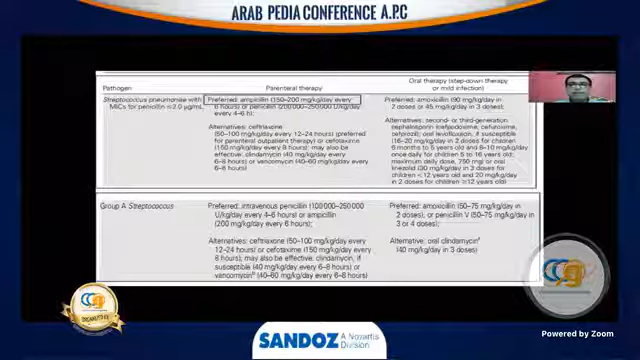 ARAB PEDIA CONFERENCE A.P.C
Pathogen
Parenteral therapy
Oral therapy (step-down therapy
or mild infection)
Streptococcus pneumoniae with
MICs for penicillin ≤2.0 μg/mL
Preferred: ampicillin (150–200 mg/kg/day every
6 hours) or penicillin (200 000–250 000 U/kg/day
every 4–6 h);
Alternatives: ceftriaxone
(50–100 mg/kg/day every 12–24 hours) (preferred
for parenteral outpatient therapy) or cefotaxime
(150 mg/kg/day every 8 hours); may also be
effective: clindamycin (40 mg/kg/day
every 6–8 hours) or vancomycin (40–60 mg/kg/day every
6–8 hours)
Preferred: amoxicillin (90 mg/kg/day in
2 doses or 45 mg/kg/day in 3 doses);
Alternatives: second- or third-generation
cephalosporin (cefpodoxime, cefuroxime,
cefprozil); oral levofloxacin, if susceptible
(16–20 mg/kg/day in 2 doses for children
6 months to 5 years old and 8–10 mg/kg/day
once daily for children 5 to 16 years old;
maximum daily dose, 750 mg) or oral
linezolid (30 mg/kg/day in 3 doses for
children <12 years old and 20 mg/kg/day
in 2 doses for children ≥12 years old)
Group A Streptococcus
Preferred: intravenous penicillin (100 000–250 000
U/kg/day every 4–6 hours) or ampicillin
(200 mg/kg/day every 6 hours);
Alternatives: ceftriaxone (50–100 mg/kg/day every
12–24 hours) or cefotaxime (150 mg/kg/day every
8 hours); may also be effective: clindamycin, if
susceptible (40 mg/kg/day every 6–8 hours) or
vancomycin (40–60 mg/kg/day every 6–8 hours)
Preferred: amoxicillin (50–75 mg/kg/day in
2 doses), or penicillin V (50–75 mg/kg/day in
3 or 4 doses);
Alternative: oral clindamycin
(40 mg/kg/day in 3 doses)
SANDOZ A Novartis
Division
Powered by Zoom